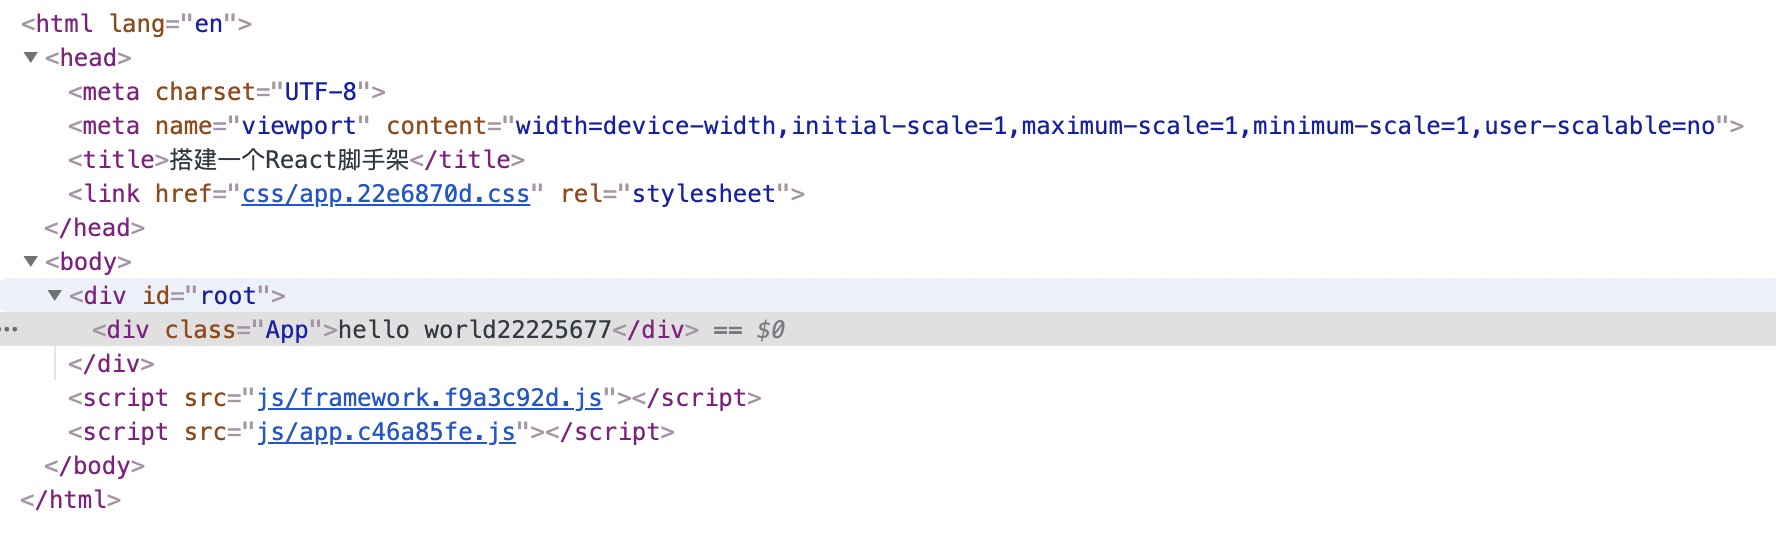 <html lang="en">
▼<head>
<meta charset="UTF-8">
<meta name="viewport" content="width=device-width,initial-scale=1,maximum-scale=1,minimum-scale=1,user-scalable=no">
<title>搭建一个React脚手架</title>
<link href="css/app.22e6870d.css" rel="stylesheet">
</head>
▼<body>
▼<div id="root">
… <div class="App">hello world22225677</div> == $0
</div>
<script src="js/framework.f9a3c92d.js"></script>
<script src="js/app.c46a85fe.js"></script>
</body>
</html>